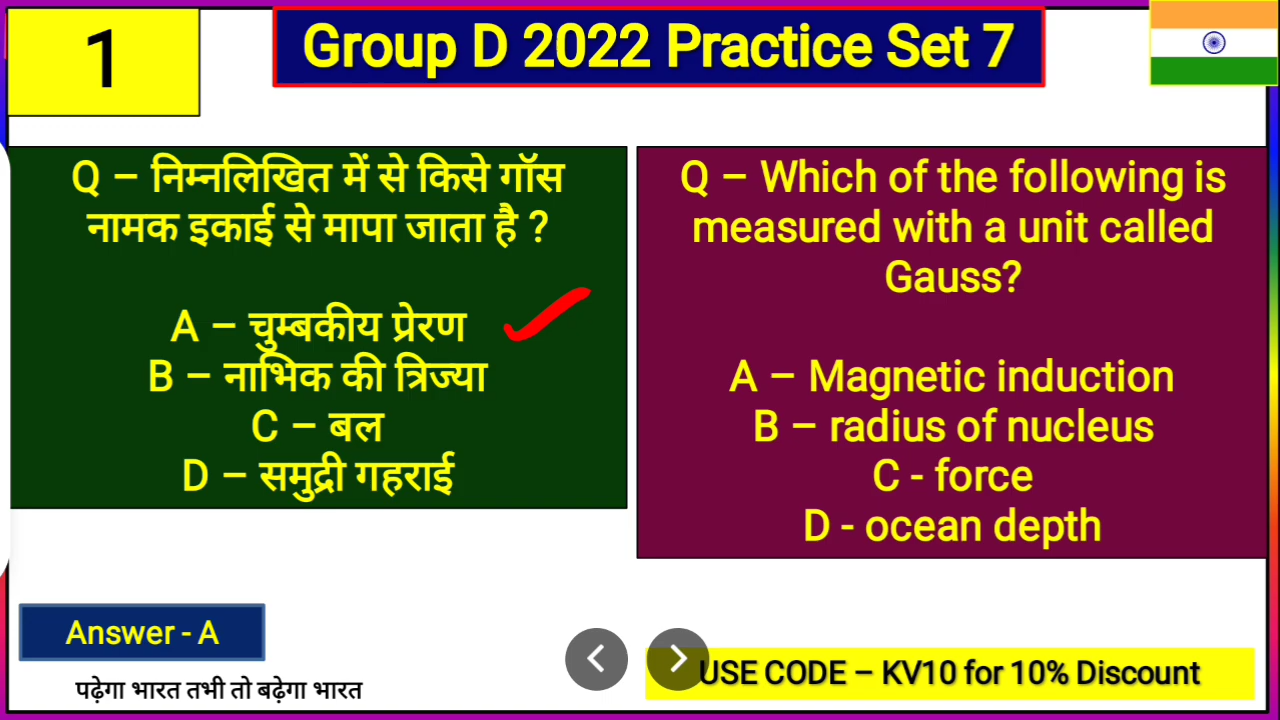 1
Group D 2022 Practice Set 7
Q – निम्नलिखित में से किसे गॉस
नामक इकाई से मापा जाता है ?
A – चुम्बकीय प्रेरण
B – नाभिक की त्रिज्या
C – बल
D – समुद्री गहराई
Q – Which of the following is
measured with a unit called
Gauss?
A – Magnetic induction
B – radius of nucleus
C - force
D - ocean depth
Answer - A
पढ़ेगा भारत तभी तो बढ़ेगा भारत
USE CODE – KV10 for 10% Discount